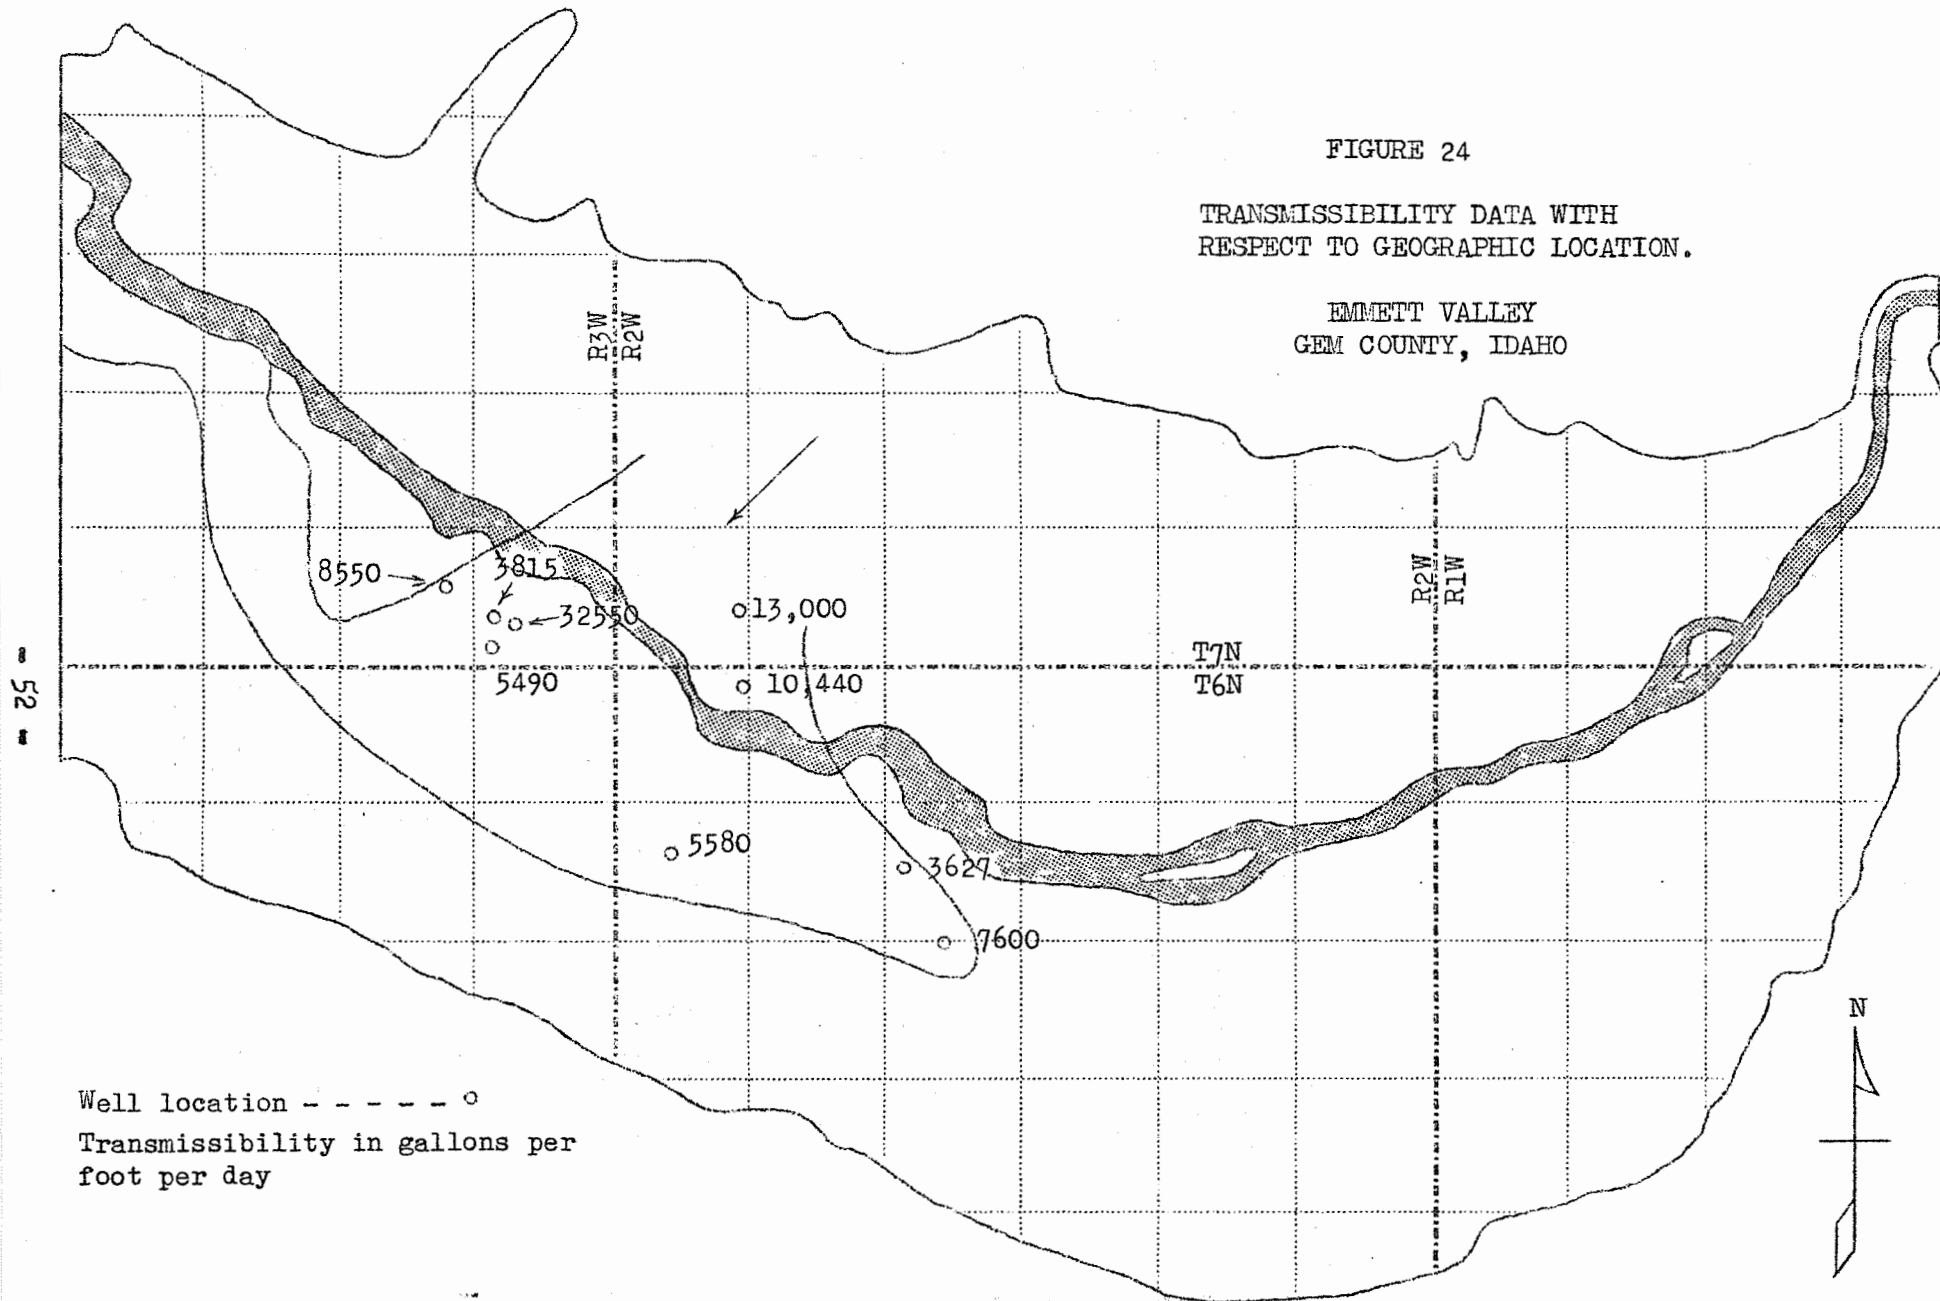 FIGURE 24
TRANSMISSIBILITY DATA WITH
RESPECT TO GEOGRAPHIC LOCATION.
EMMETT VALLEY
GEM COUNTY, IDAHO
R3W
R2W
8550
3815
32550
5490
13,000
10,440
5580
3627
7600
R2W
R1W
T7N
T6N
N
Well location - - - - - o
Transmissibility in gallons per
foot per day
- 52 -